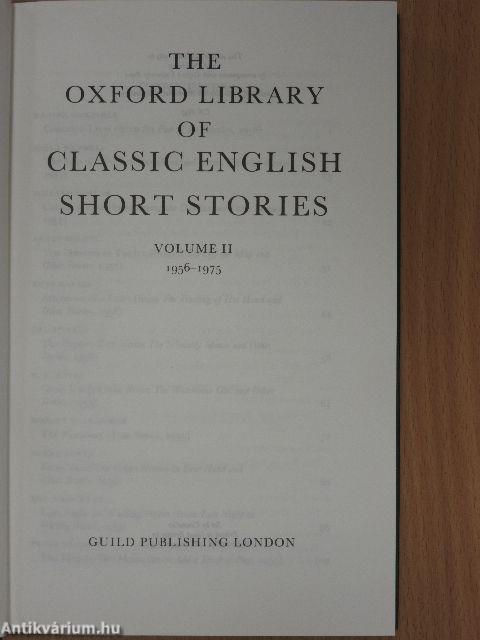 THE
OXFORD LIBRARY
OF
CLASSIC ENGLISH
SHORT STORIES
VOLUME II
1956–1975
GUILD PUBLISHING LONDON
Antikvárium.hu